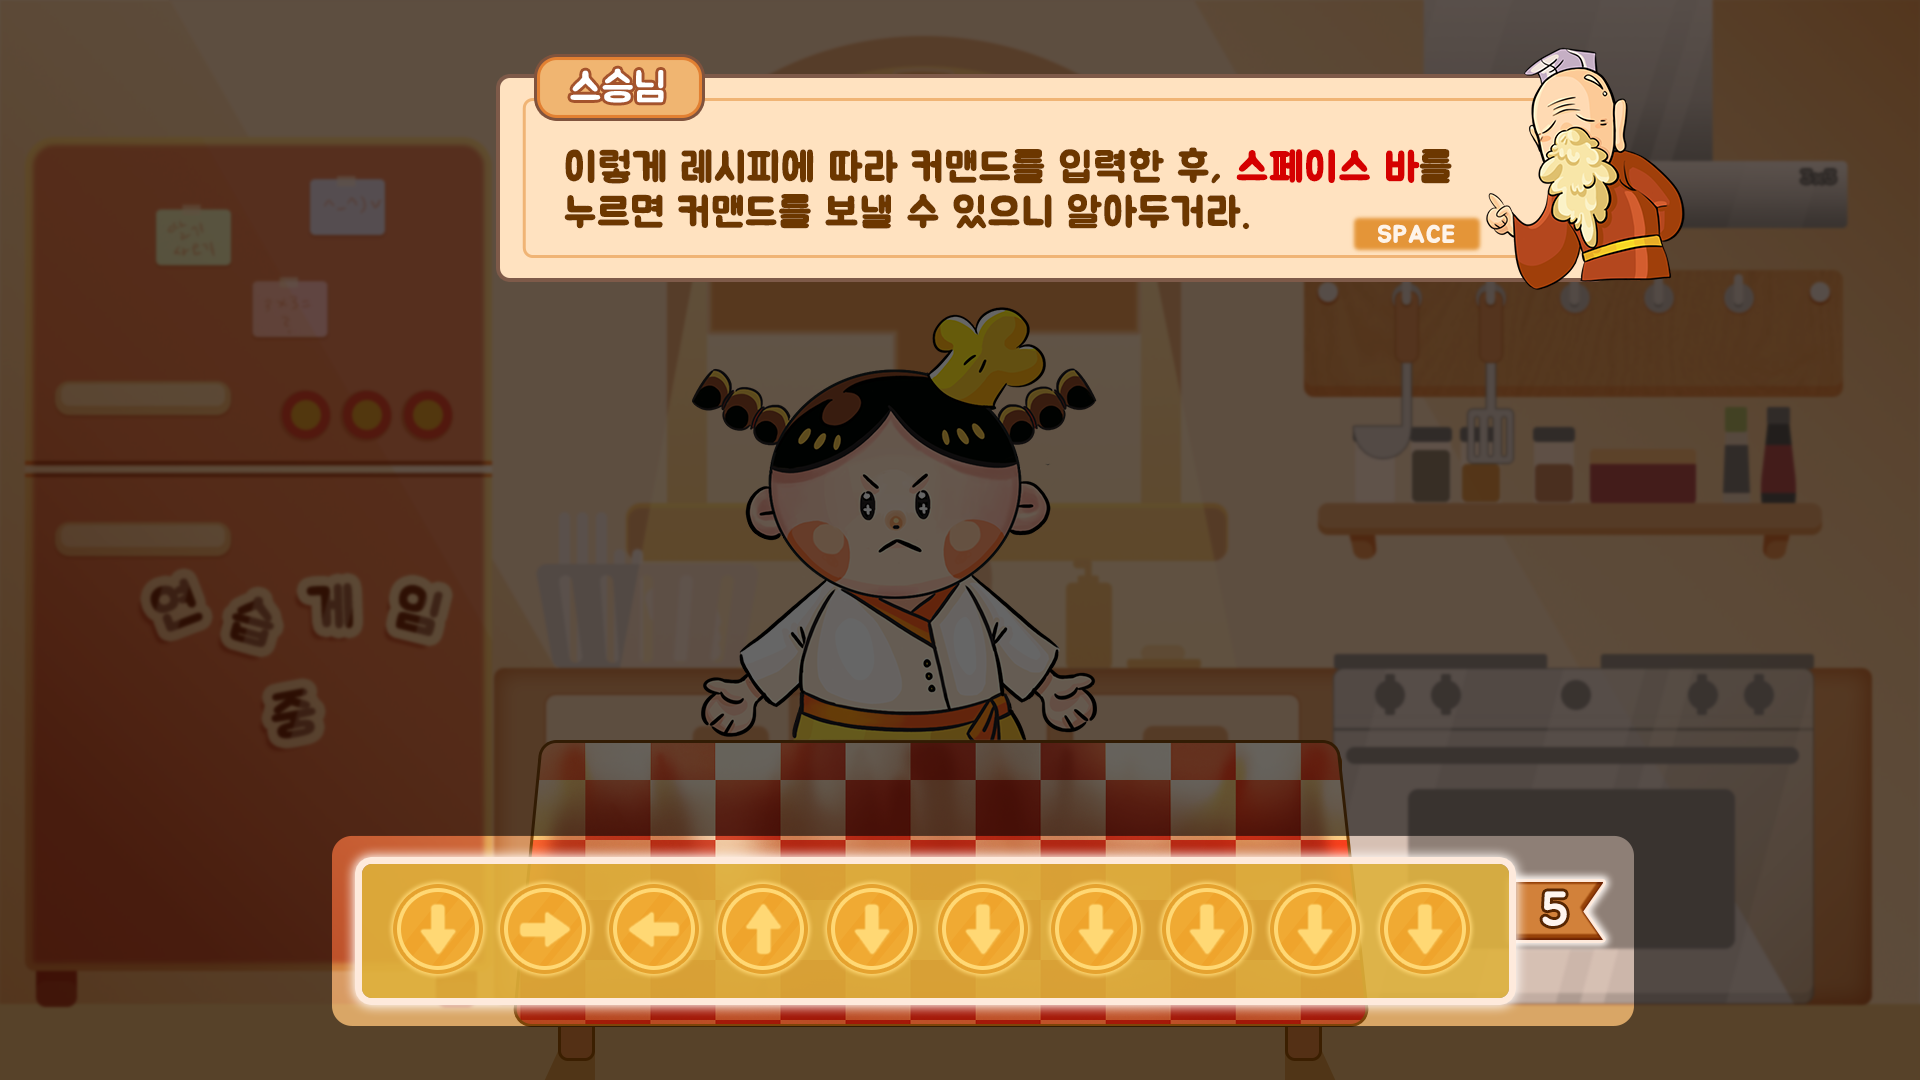 스승님
이렇게 레시피에 따라 커맨드를 입력한 후, 스페이스 바를
누르면 커맨드를 보낼 수 있으니 알아두거라.
SPACE
연습게임
중
5